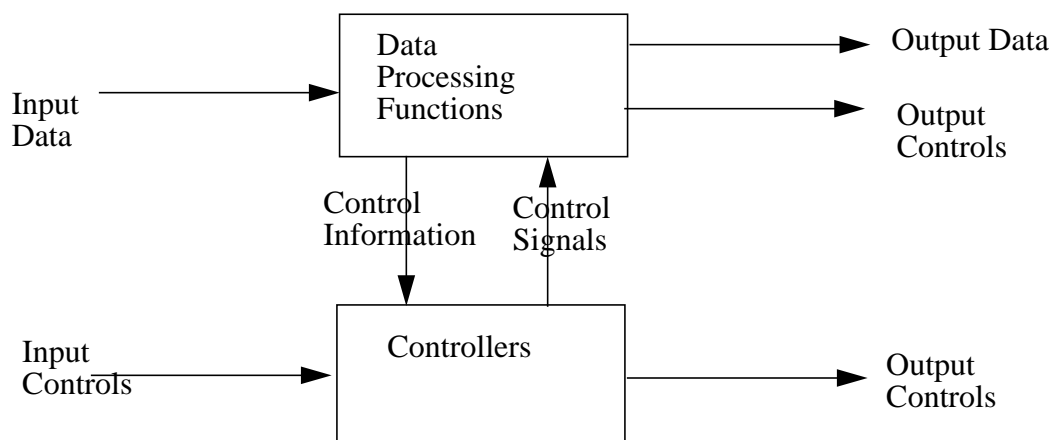 Data
Processing
Functions
Output Data
Input
Data
Output
Controls
Control
Information
Control
Signals
Input
Controls
Controllers
Output
Controls